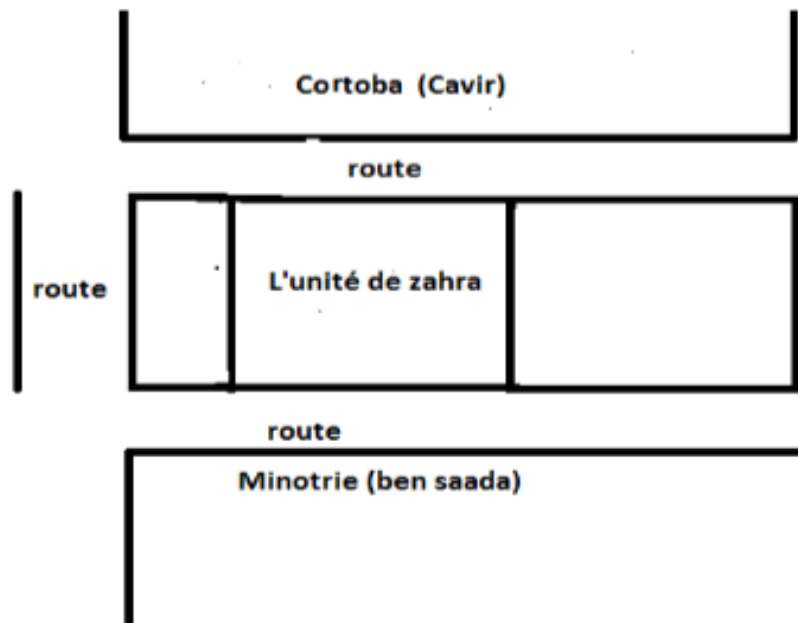 Cortoba (Cavir)
route
L'unité de zahra
route
route
Minotrie (ben saada)